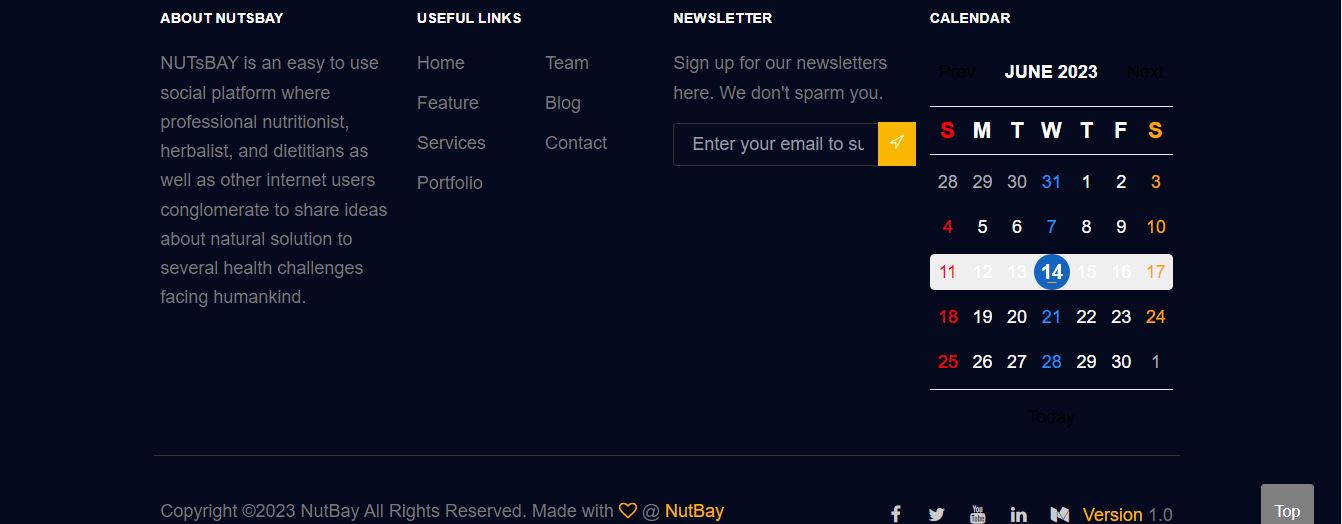 ABOUT NUTSBAY
NUTsBAY is an easy to use
social platform where
professional nutritionist,
herbalist, and dietitians as
well as other internet users
conglomerate to share ideas
about natural solution to
several health challenges
facing humankind.
USEFUL LINKS
Home Team
Feature Blog
Services Contact
Portfolio
NEWSLETTER
Sign up for our newsletters
here. We don't sparm you.
Enter your email to su
CALENDAR
Prev JUNE 2023 Next
S M T W T F S
28 29 30 31 1 2 3
4 5 6 7 8 9 10
11 12 13 14 15 16 17
18 19 20 21 22 23 24
25 26 27 28 29 30 1
Today
Copyright ©2023 NutBay All Rights Reserved. Made with @ NutBay
You Tube
Version 1.0
Top